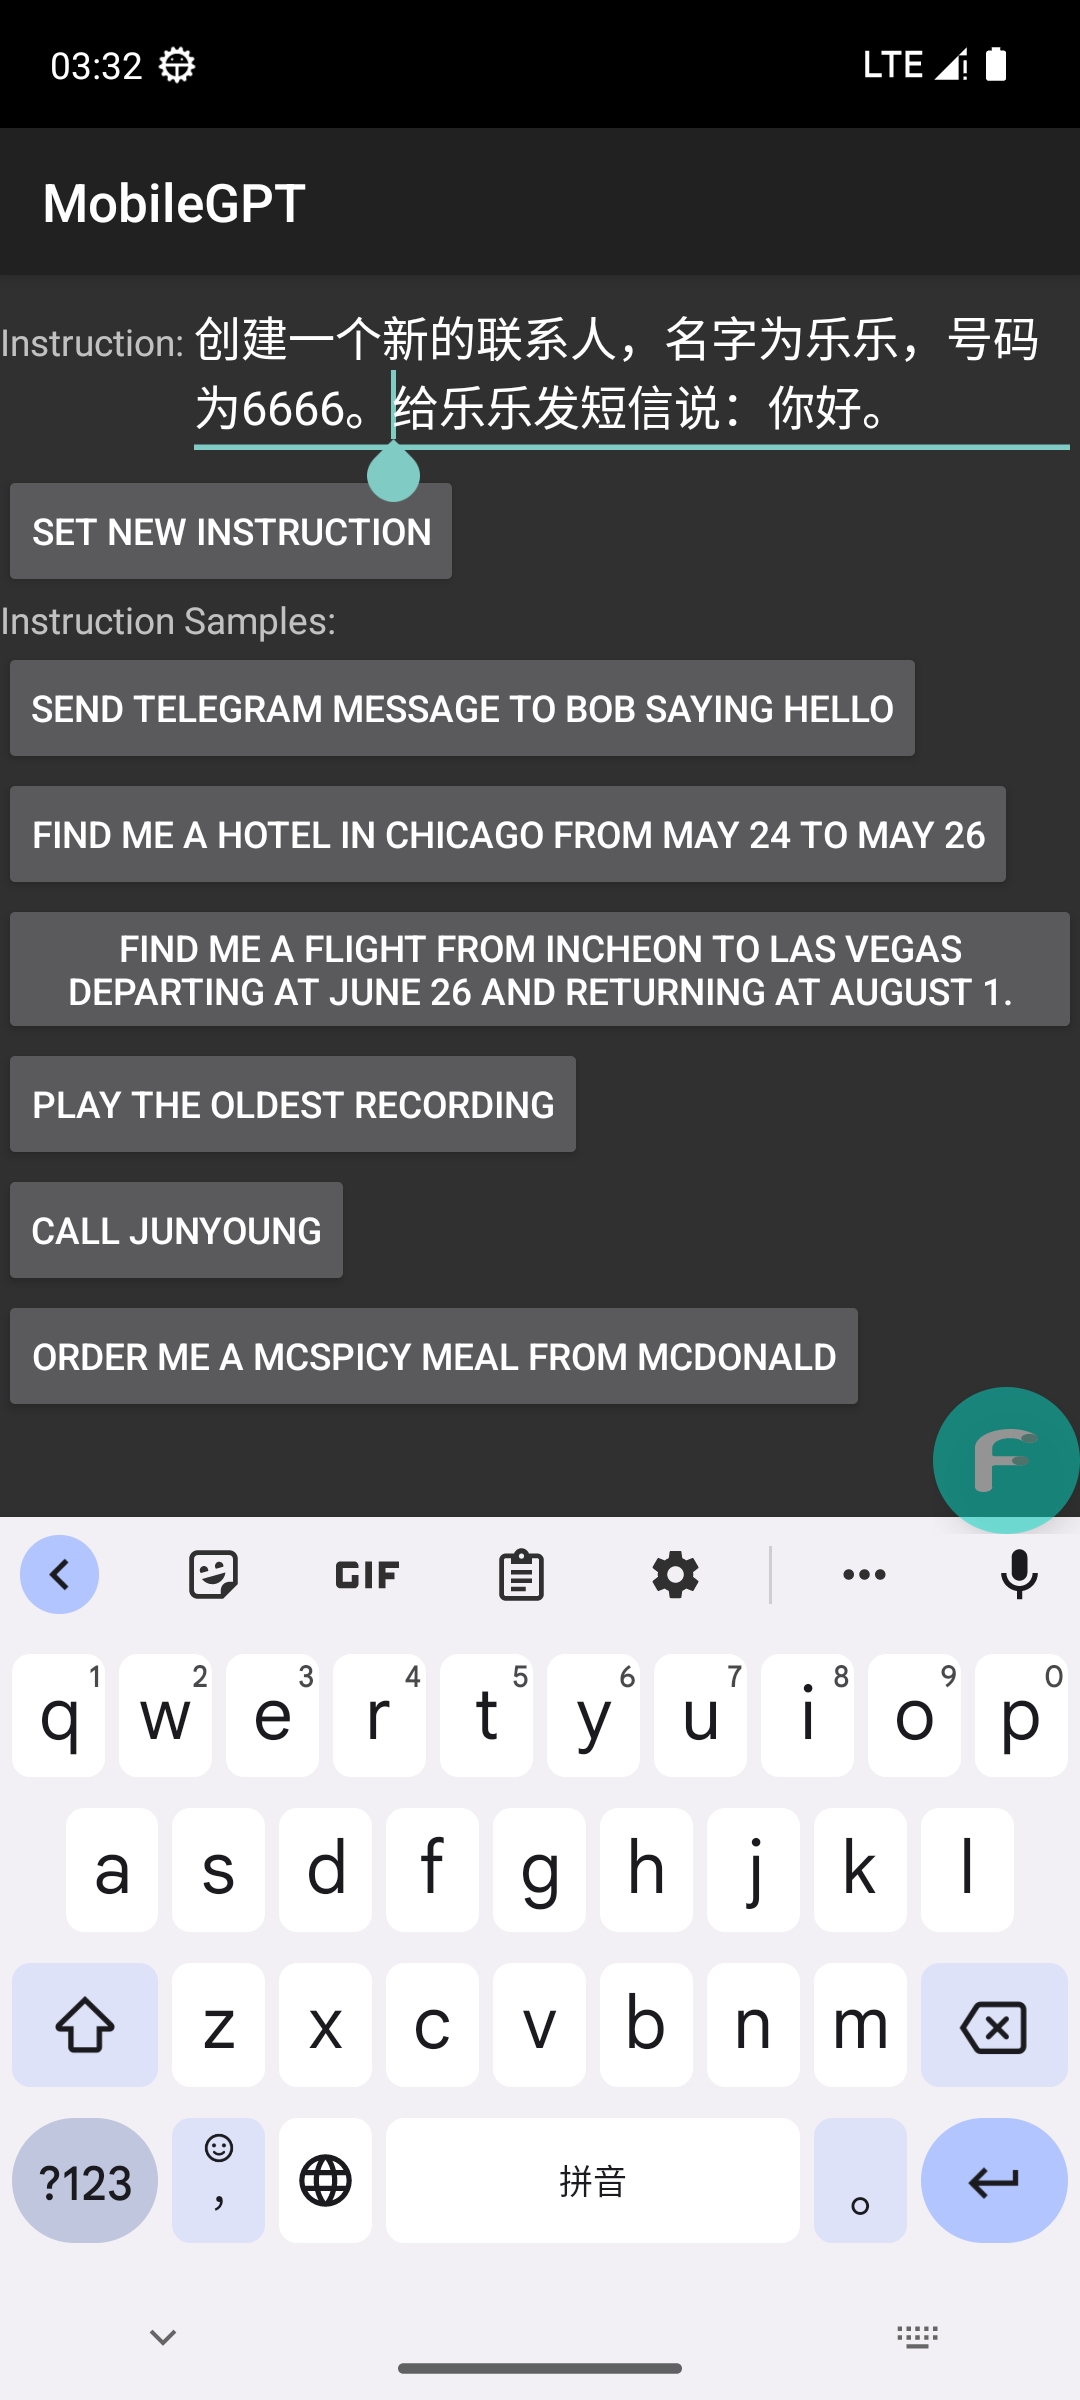 03:32
LTE
MobileGPT
Instruction: 创建一个新的联系人，名字为乐乐，号码
为6666。给乐乐发短信说：你好。
SET NEW INSTRUCTION
Instruction Samples:
SEND TELEGRAM MESSAGE TO BOB SAYING HELLO
FIND ME A HOTEL IN CHICAGO FROM MAY 24 TO MAY 26
FIND ME A FLIGHT FROM INCHEON TO LAS VEGAS
DEPARTING AT JUNE 26 AND RETURNING AT AUGUST 1.
PLAY THE OLDEST RECORDING
CALL JUNYOUNG
ORDER ME A MCSPICY MEAL FROM MCDONALD
F
GIF
1 2 3 4 5 6 7 8 9 0
q w e r t y u i o p
a s d f g h j k l
z x c v b n m
?123 ， 拼音 。